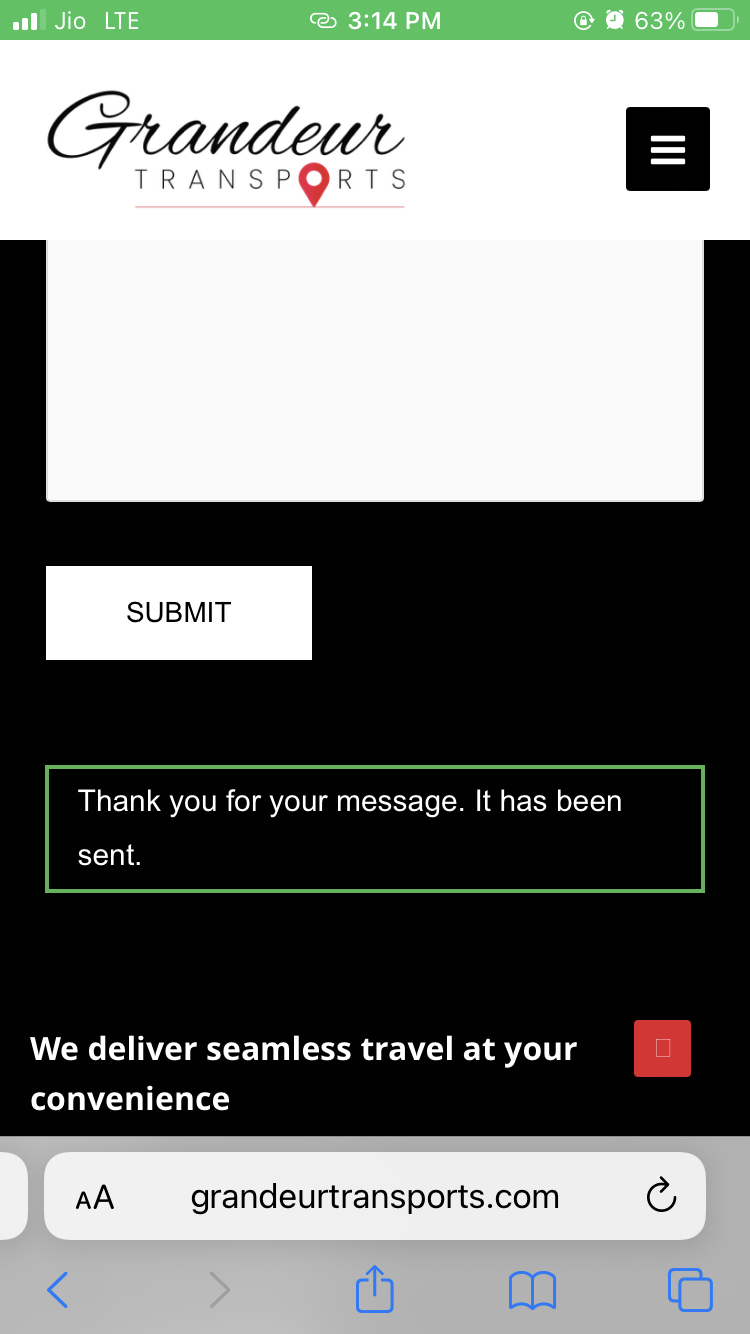 Jio LTE 3:14 PM 63%
Grandeur
TRANSPORTS
SUBMIT
Thank you for your message. It has been
sent.
We deliver seamless travel at your
convenience
AA grandeurtransports.com